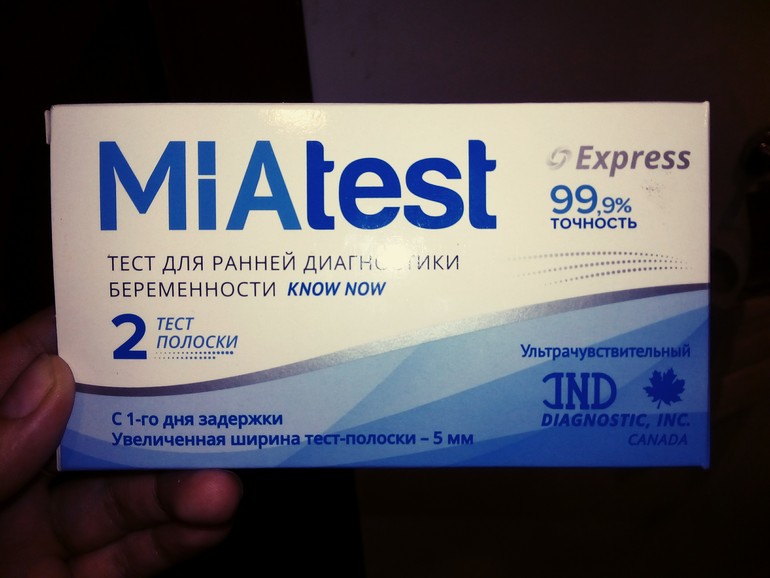 MiAtest
Express
99,9%
ТОЧНОСТЬ
ТЕСТ ДЛЯ РАННЕЙ ДИАГНОСТИКИ
БЕРЕМЕННОСТИ KNOW NOW
2 ТЕСТ
ПОЛОСКИ
Ультрачувствительный
IND
DIAGNOSTIC, INC.
CANADA
С 1-го дня задержки
Увеличенная ширина тест-полоски – 5 мм